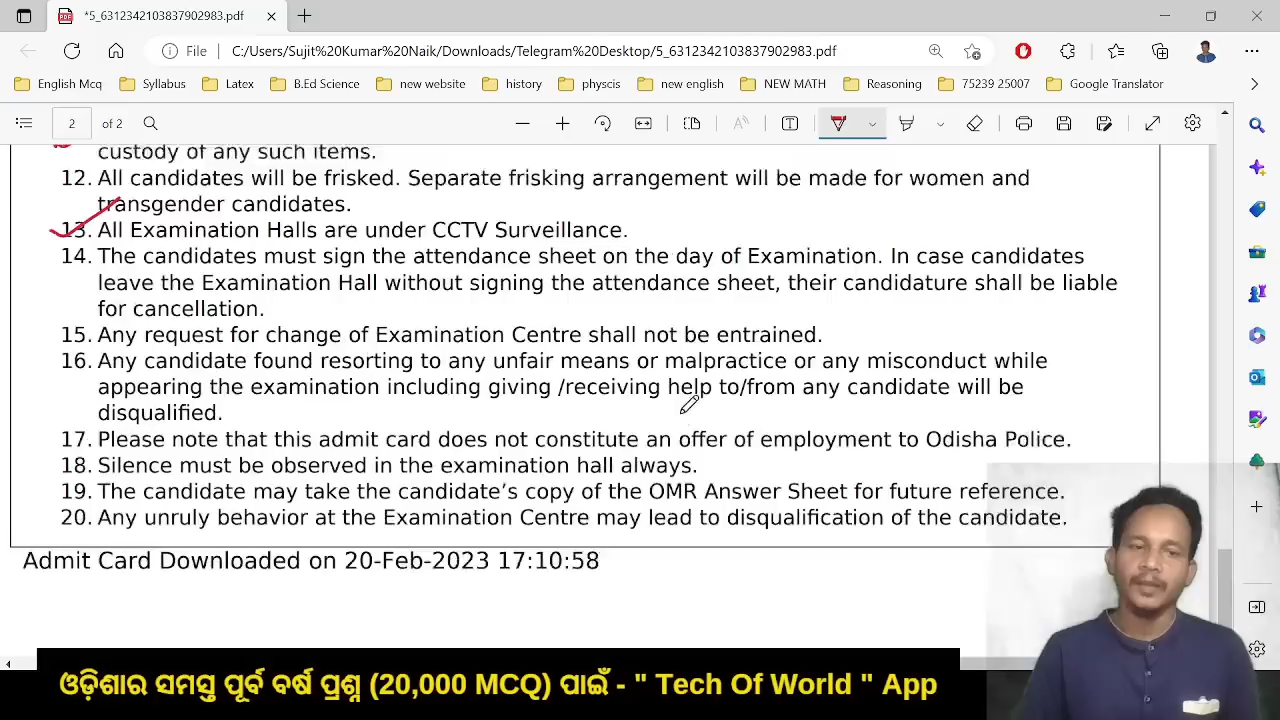 *5_6312342103837902983.pdf
File
C:/Users/Sujit%20Kumar%20Naik/Downloads/Telegram%20Desktop/5_6312342103837902983.pdf
English Mcq Syllabus Latex B.Ed Science new website history physcis new english NEW MATH Reasoning 75239 25007 Google Translator
2 of 2
custody of any such items.
12. All candidates will be frisked. Separate frisking arrangement will be made for women and
transgender candidates.
13. All Examination Halls are under CCTV Surveillance.
14. The candidates must sign the attendance sheet on the day of Examination. In case candidates
leave the Examination Hall without signing the attendance sheet, their candidature shall be liable
for cancellation.
15. Any request for change of Examination Centre shall not be entrained.
16. Any candidate found resorting to any unfair means or malpractice or any misconduct while
appearing the examination including giving /receiving help to/from any candidate will be
disqualified.
17. Please note that this admit card does not constitute an offer of employment to Odisha Police.
18. Silence must be observed in the examination hall always.
19. The candidate may take the candidate's copy of the OMR Answer Sheet for future reference.
20. Any unruly behavior at the Examination Centre may lead to disqualification of the candidate.
Admit Card Downloaded on 20-Feb-2023 17:10:58
ଓଡ଼ିଶାର ସମସ୍ତ ପୂର୍ବ ବର୍ଷ ପ୍ରଶ୍ନ (20,000 MCQ) ପାଇଁ - " Tech Of World " App